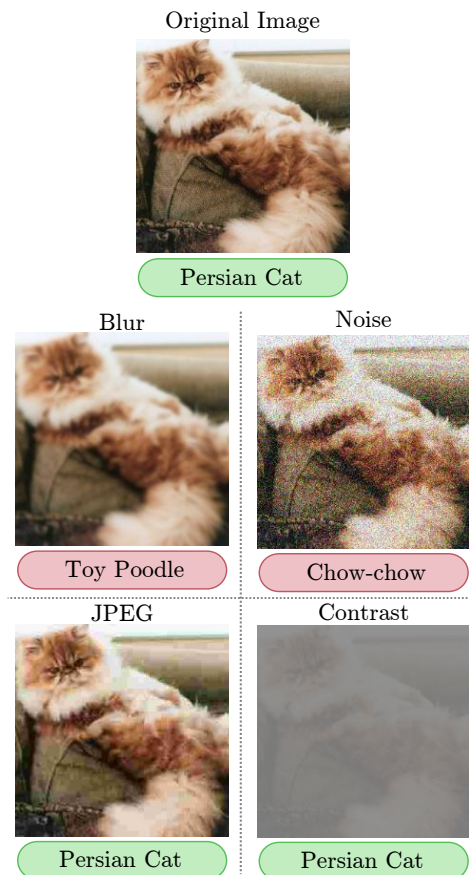 Original Image
Persian Cat
Blur
Noise
Toy Poodle
Chow-chow
JPEG
Contrast
Persian Cat
Persian Cat